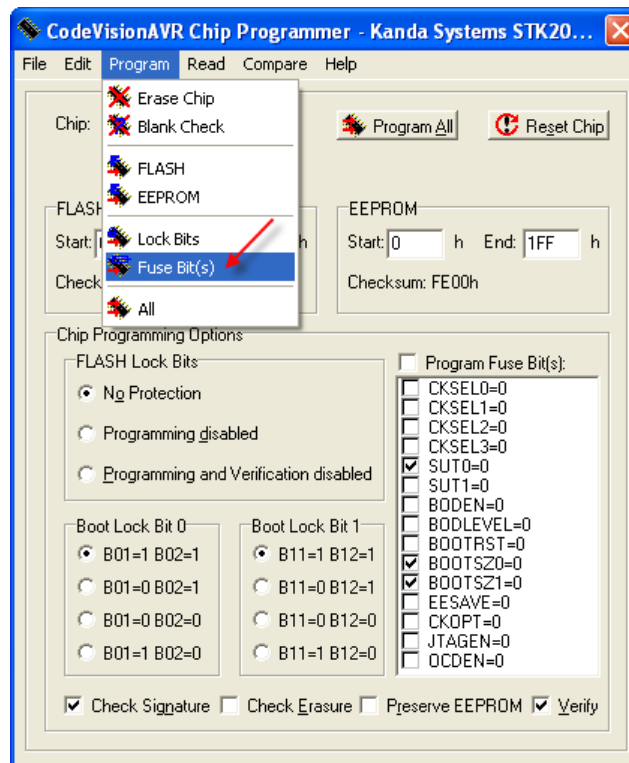 CodeVisionAVR Chip Programmer - Kanda Systems STK20...
File Edit Program Read Compare Help
Erase Chip
Blank Check
FLASH
EEPROM
Lock Bits
Fuse Bit(s)
All
Chip:
Program All
Reset Chip
FLASH
Start:
h
Check
EEPROM
Start: 0 h End: 1FF h
Checksum: FE00h
Chip Programming Options
FLASH Lock Bits
No Protection
Programming disabled
Programming and Verification disabled
Boot Lock Bit 0
B01=1 B02=1
B01=0 B02=1
B01=0 B02=0
B01=1 B02=0
Boot Lock Bit 1
B11=1 B12=1
B11=0 B12=1
B11=0 B12=0
B11=1 B12=0
Program Fuse Bit(s):
CKSEL0=0
CKSEL1=0
CKSEL2=0
CKSEL3=0
SUT0=0
SUT1=0
BODEN=0
BODLEVEL=0
BOOTRST=0
BOOTSZ0=0
BOOTSZ1=0
EESAVE=0
CKOPT=0
JTAGEN=0
OCDEN=0
Check Signature Check Erasure Preserve EEPROM Verify